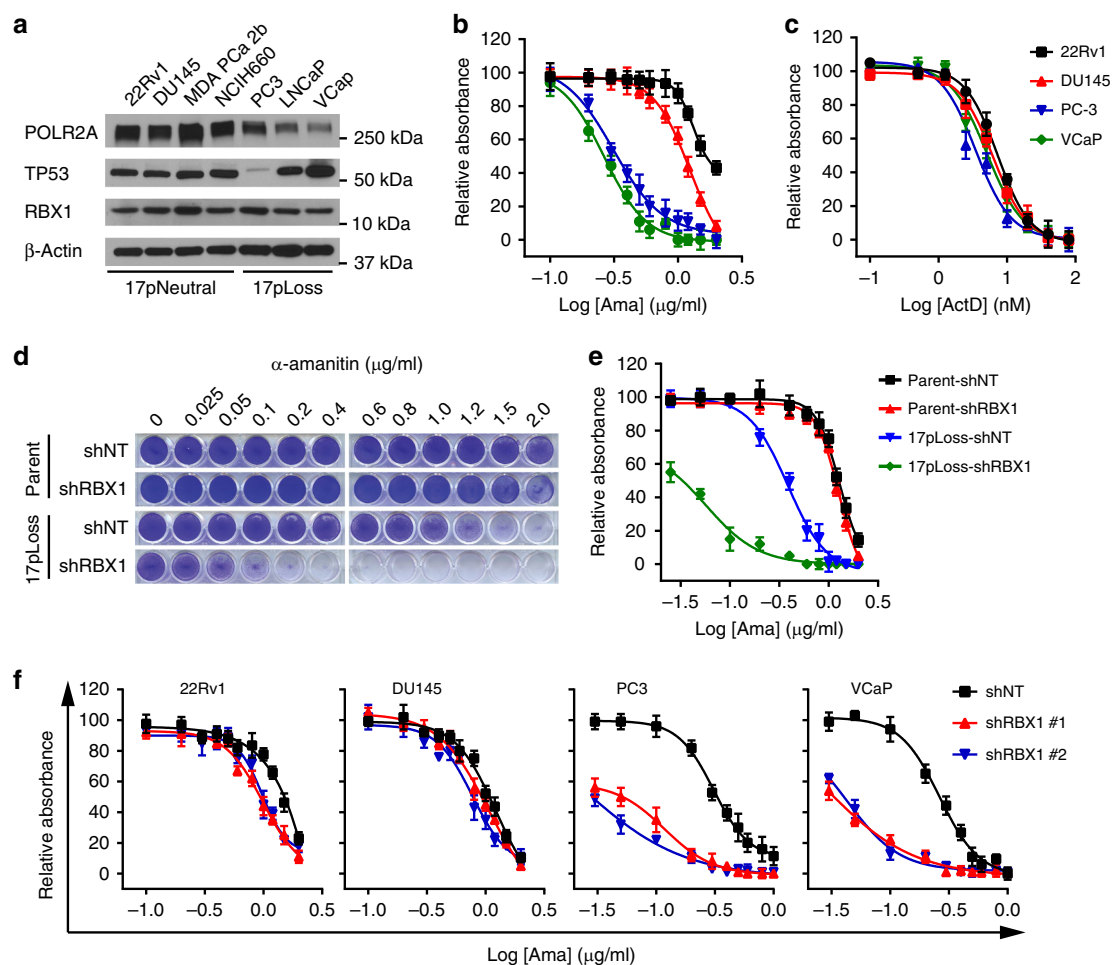 a
22Rv1 DU145 MDA PCa 2b NCIH660 PC3 LNCaP VCap
POLR2A
250 kDa
TP53
50 kDa
RBX1
10 kDa
β-Actin
37 kDa
17pNeutral 17pLoss
b
Relative absorbance
120
100
80
60
40
20
0
−1.0 −0.5 0.0 0.5
Log [Ama] (μg/ml)
c
Relative absorbance
120
100
80
60
40
20
0
−1 0 1 2
Log [ActD] (nM)
22Rv1
DU145
PC-3
VCaP
d
α-amanitin (μg/ml)
0 0.025 0.05 0.1 0.2 0.4 0.6 0.8 1.0 1.2 1.5 2.0
Parent
shNT
shRBX1
17pLoss
shNT
shRBX1
e
Relative absorbance
120
100
80
60
40
20
0
−1.5 −1.0 −0.5 0.0 0.5
Log [Ama] (μg/ml)
Parent-shNT
Parent-shRBX1
17pLoss-shNT
17pLoss-shRBX1
f
Relative absorbance
120
100
80
60
40
20
0
22Rv1
−1.0 −0.5 0.0 0.5
DU145
−1.0 −0.5 0.0 0.5
PC3
−1.5 −1.0 −0.5 0.0
VCaP
−1.5 −1.0 −0.5 0.0
shNT
shRBX1 #1
shRBX1 #2
Log [Ama] (μg/ml)